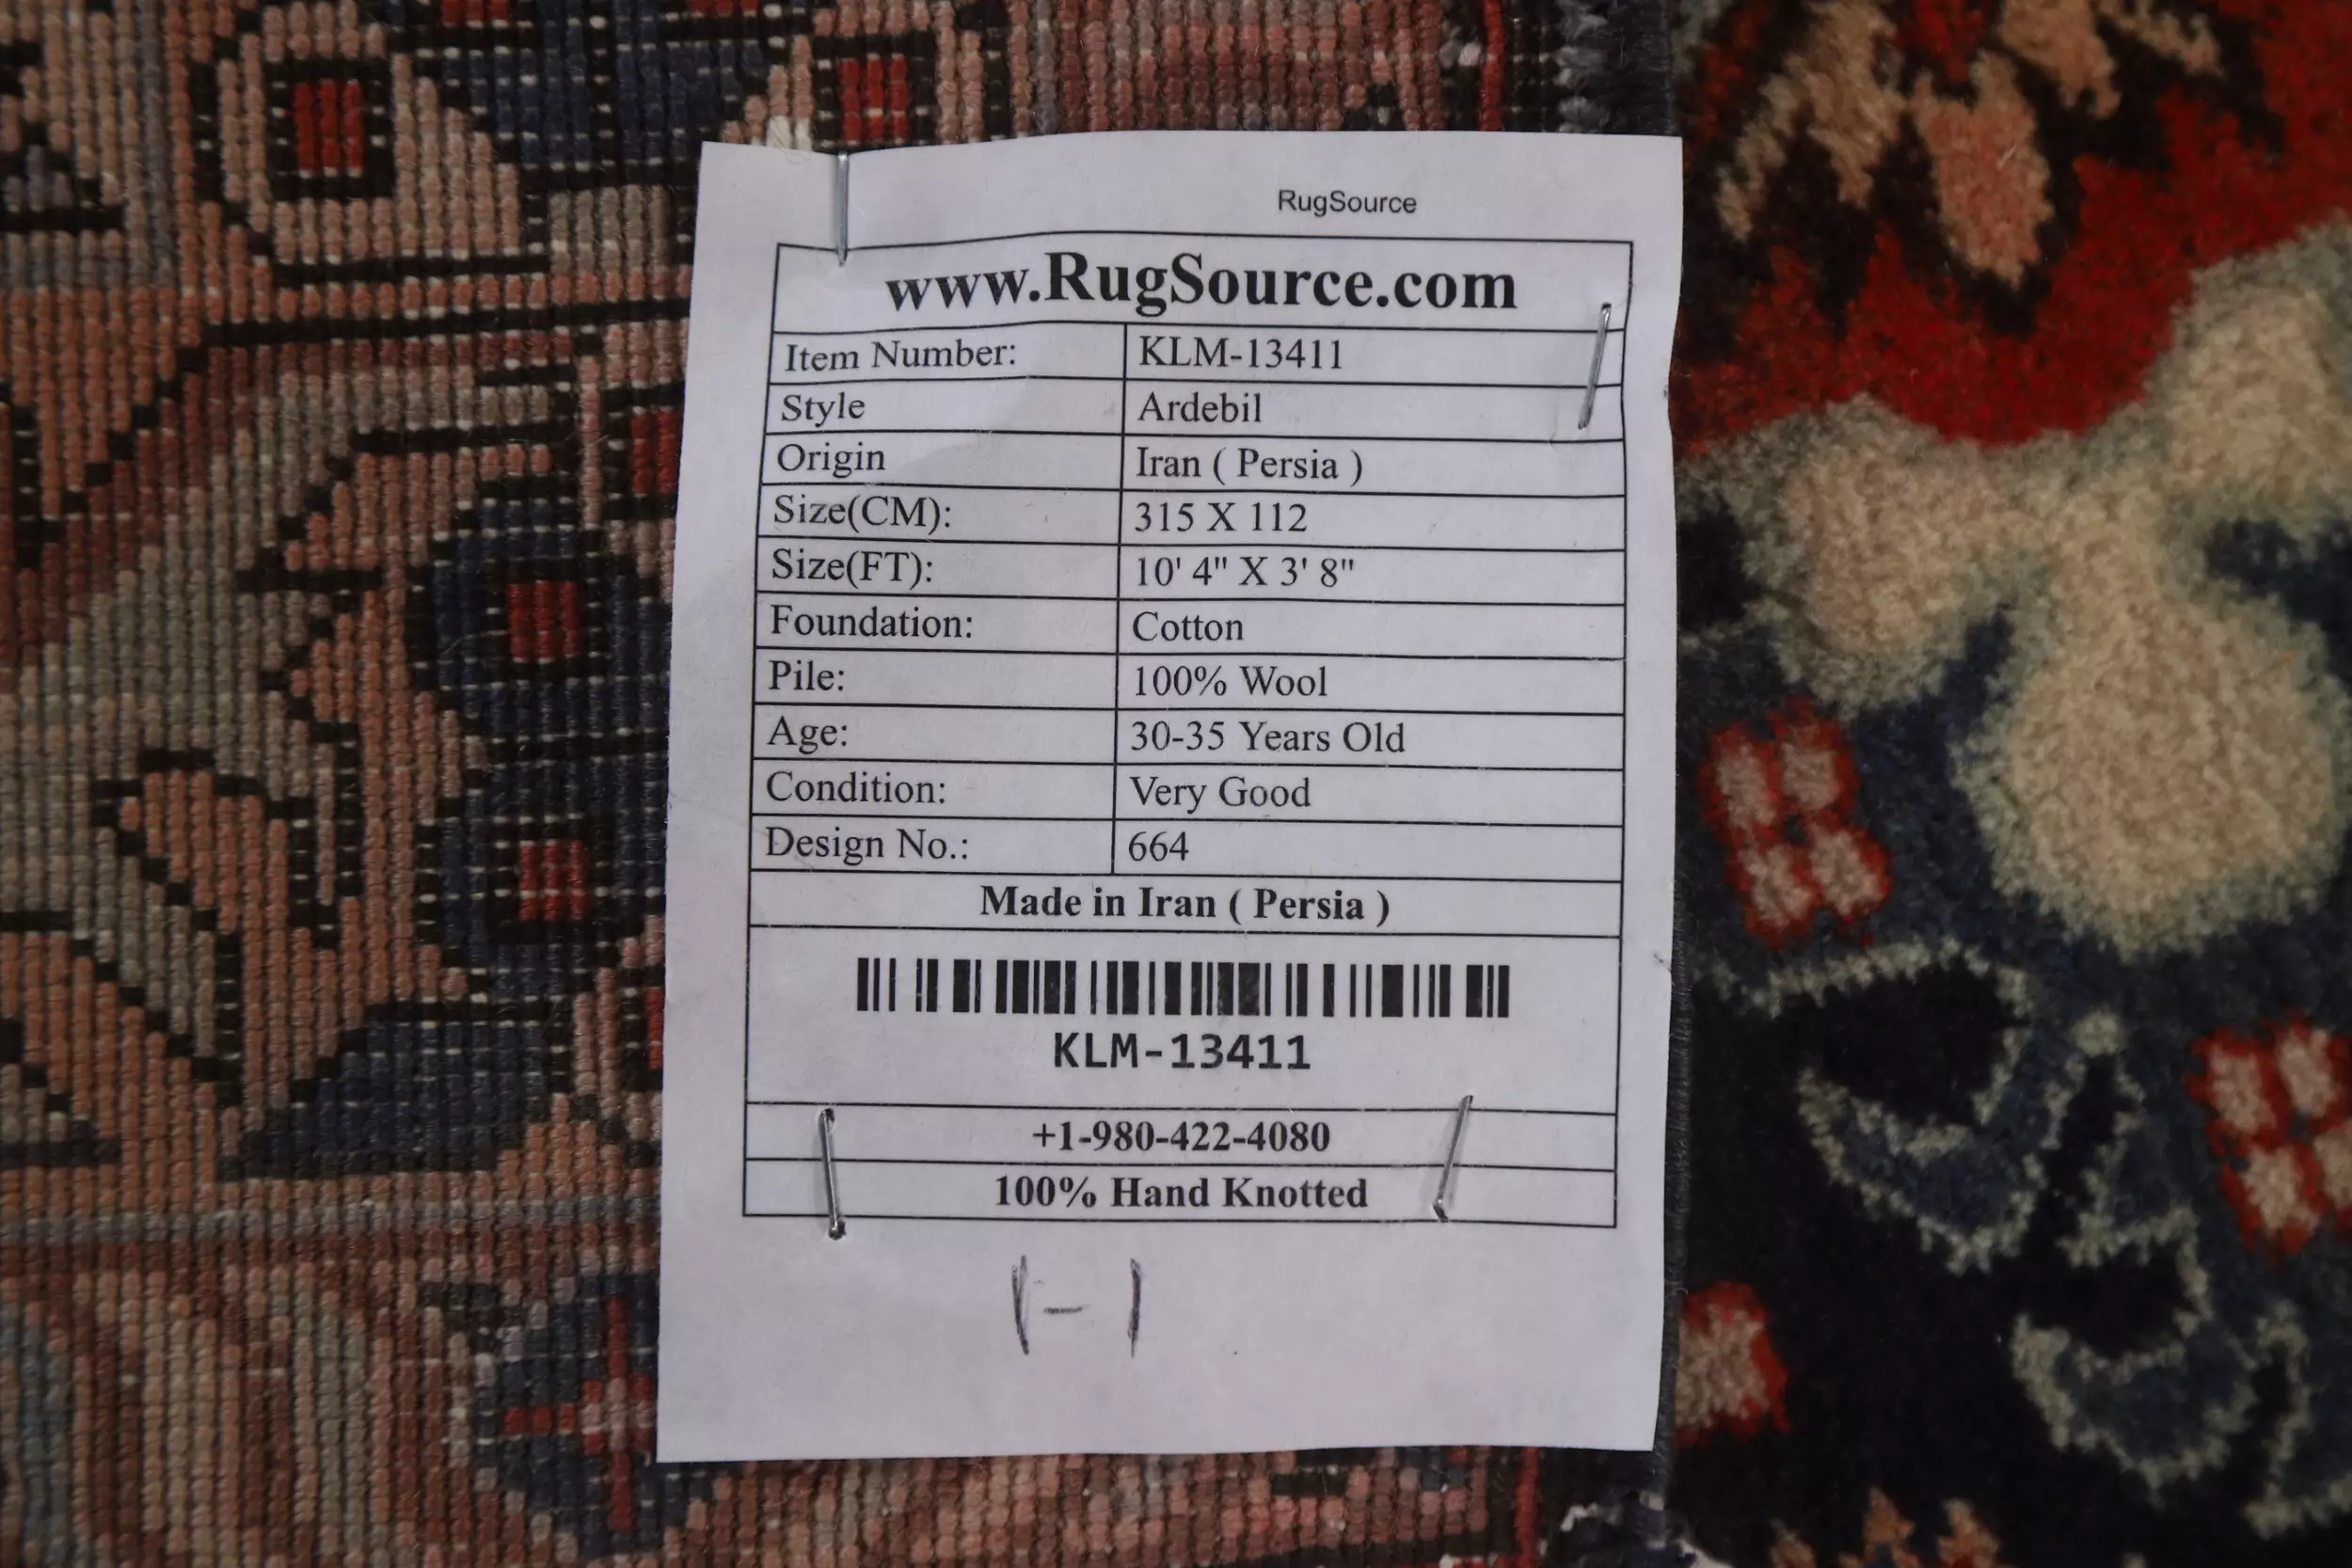 RugSource
www.RugSource.com
Item Number: KLM-13411
Style Ardebil
Origin Iran ( Persia )
Size(CM): 315 X 112
Size(FT): 10' 4" X 3' 8"
Foundation: Cotton
Pile: 100% Wool
Age: 30-35 Years Old
Condition: Very Good
Design No.: 664
Made in Iran ( Persia )
KLM-13411
+1-980-422-4080
100% Hand Knotted
1-1